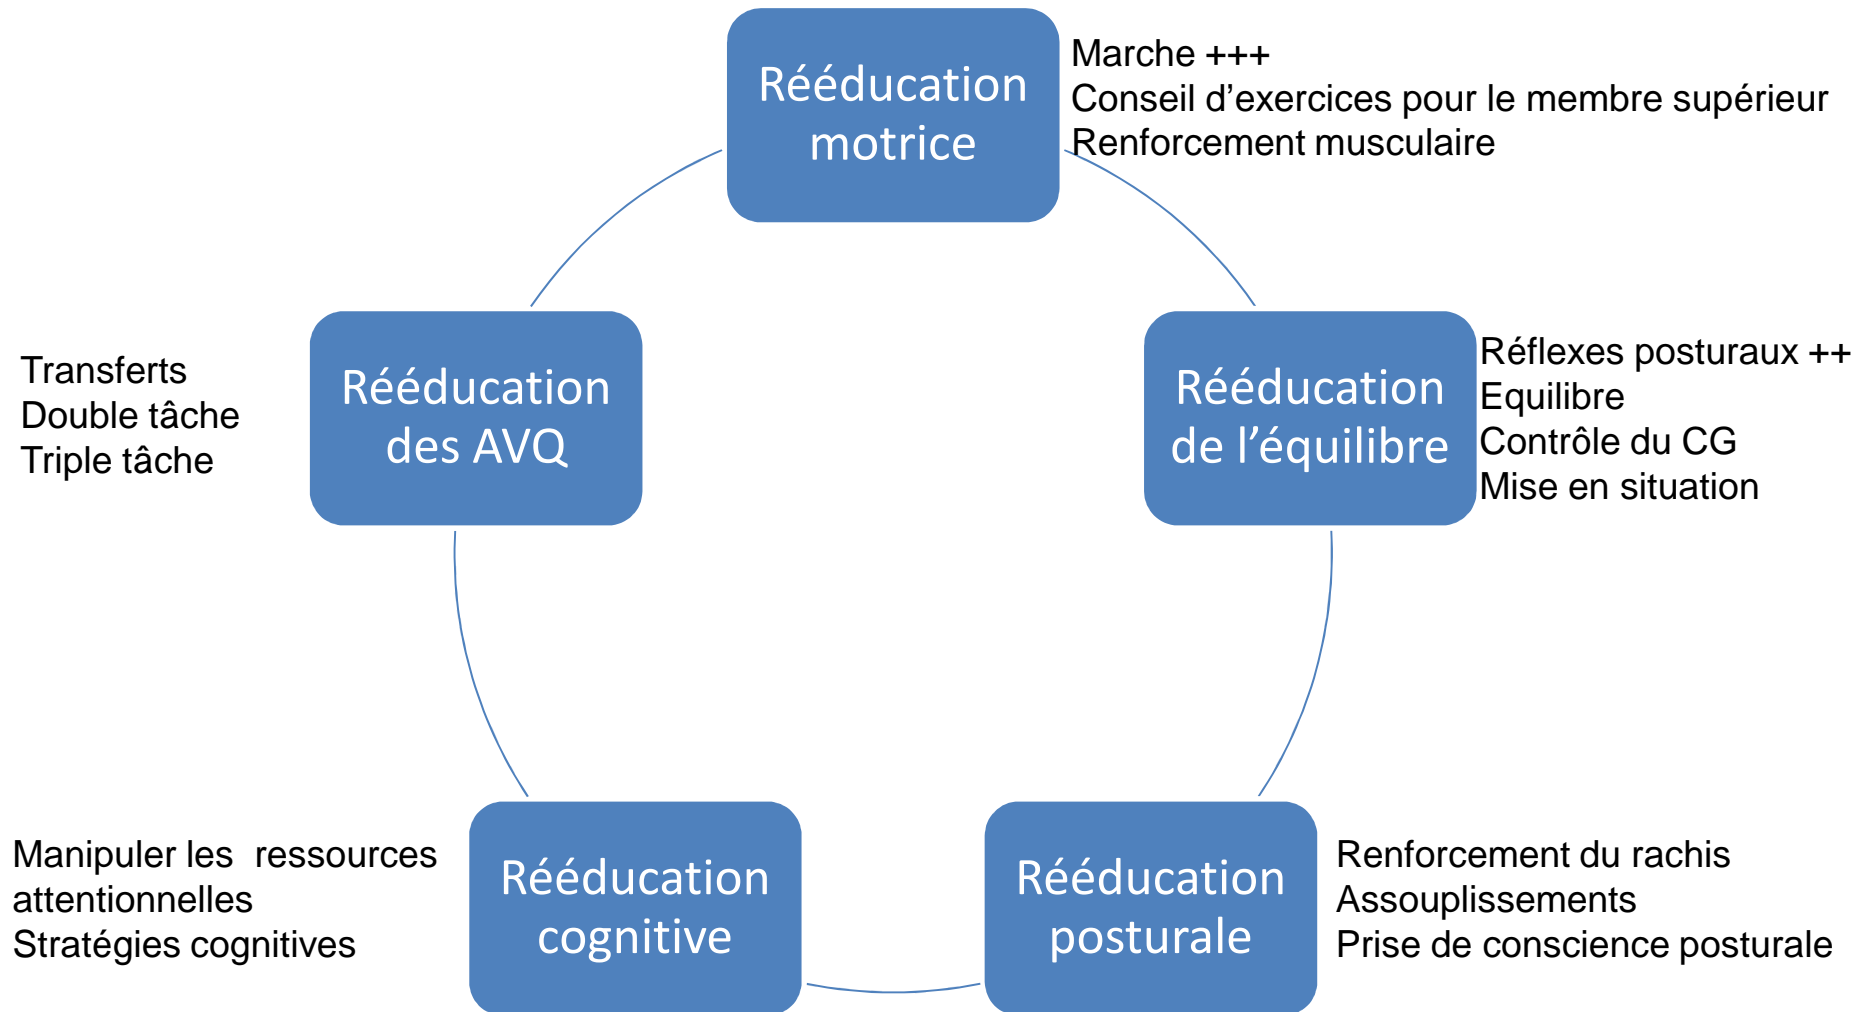 Rééducation
motrice
Marche +++
Conseil d’exercices pour le membre supérieur
Renforcement musculaire
Rééducation
de l’équilibre
Réflexes posturaux ++
Equilibre
Contrôle du CG
Mise en situation
Rééducation
posturale
Renforcement du rachis
Assouplissements
Prise de conscience posturale
Rééducation
cognitive
Manipuler les ressources
attentionnelles
Stratégies cognitives
Rééducation
des AVQ
Transferts
Double tâche
Triple tâche